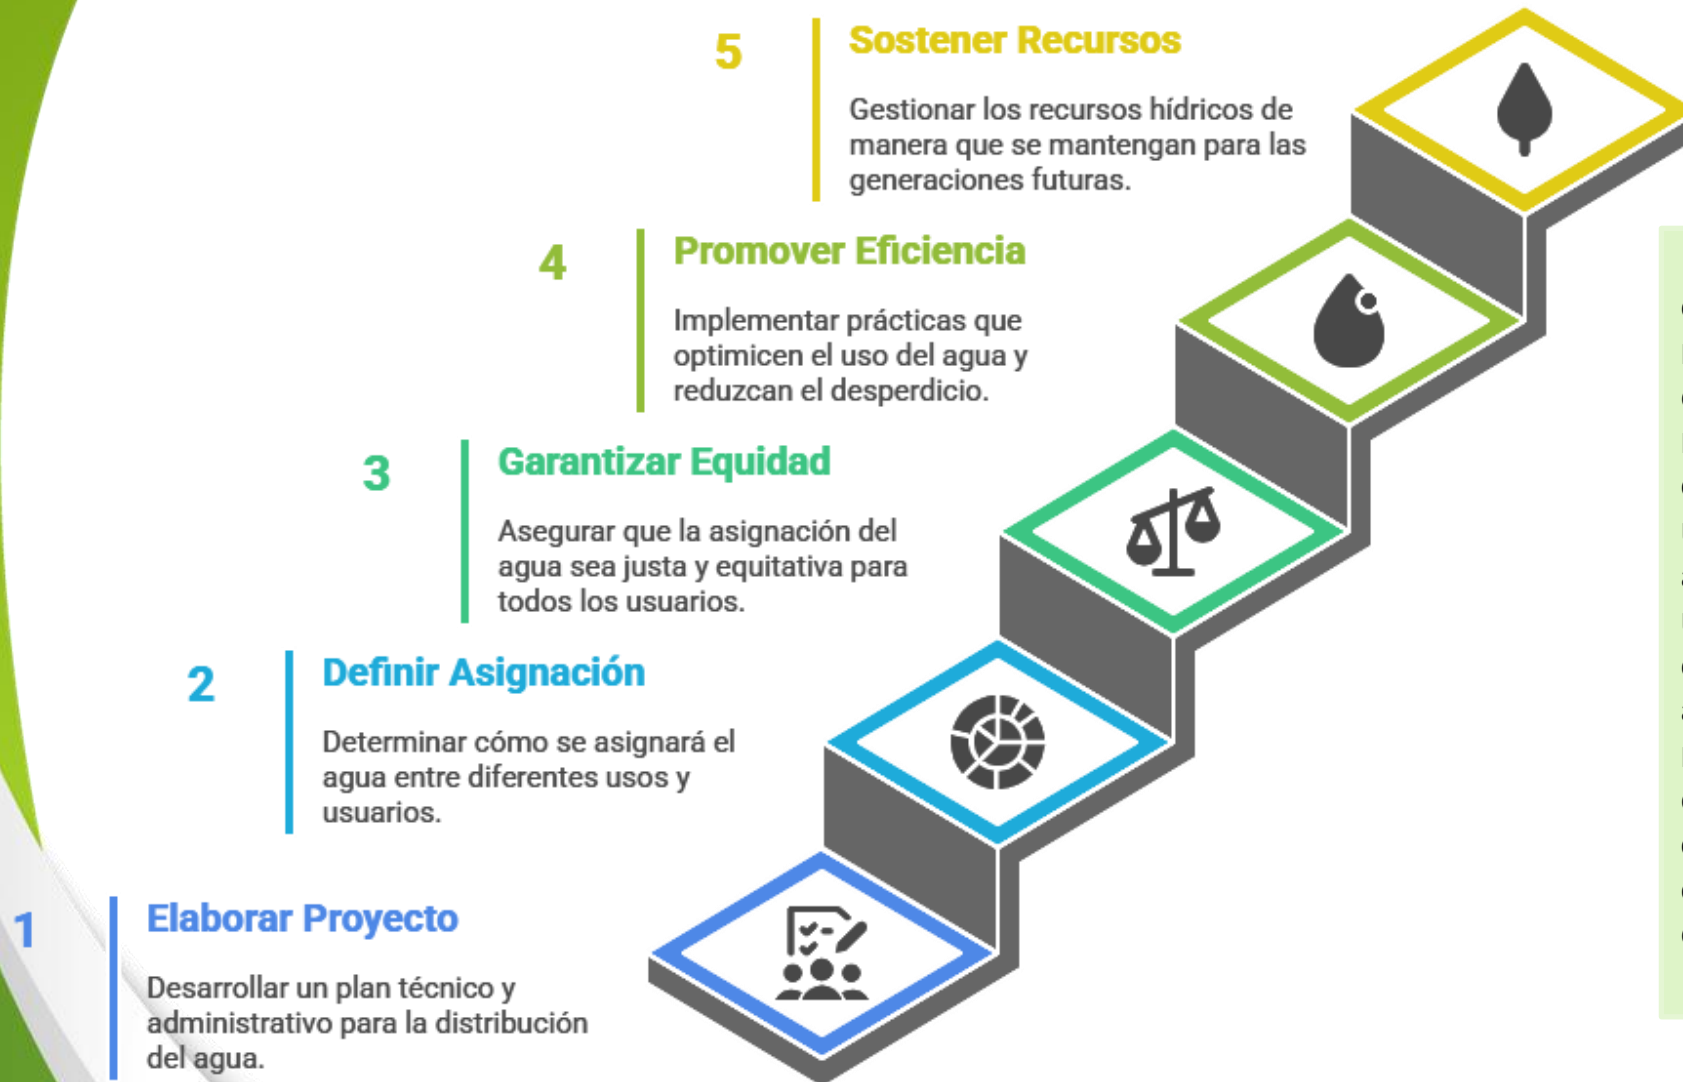 5
Sostener Recursos
Gestionar los recursos hídricos de
manera que se mantengan para las
generaciones futuras.
4
Promover Eficiencia
Implementar prácticas que
optimicen el uso del agua y
reduzcan el desperdicio.
3
Garantizar Equidad
Asegurar que la asignación del
agua sea justa y equitativa para
todos los usuarios.
2
Definir Asignación
Determinar cómo se asignará el
agua entre diferentes usos y
usuarios.
1
Elaborar Proyecto
Desarrollar un plan técnico y
administrativo para la distribución
del agua.